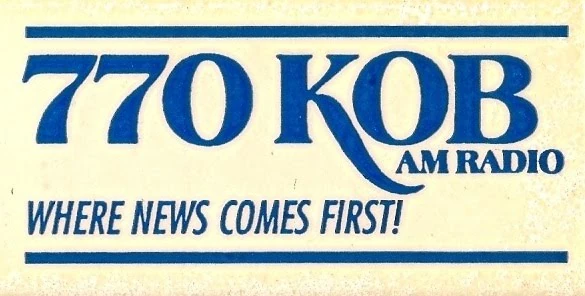 770 KOB
AM RADIO
WHERE NEWS COMES FIRST!